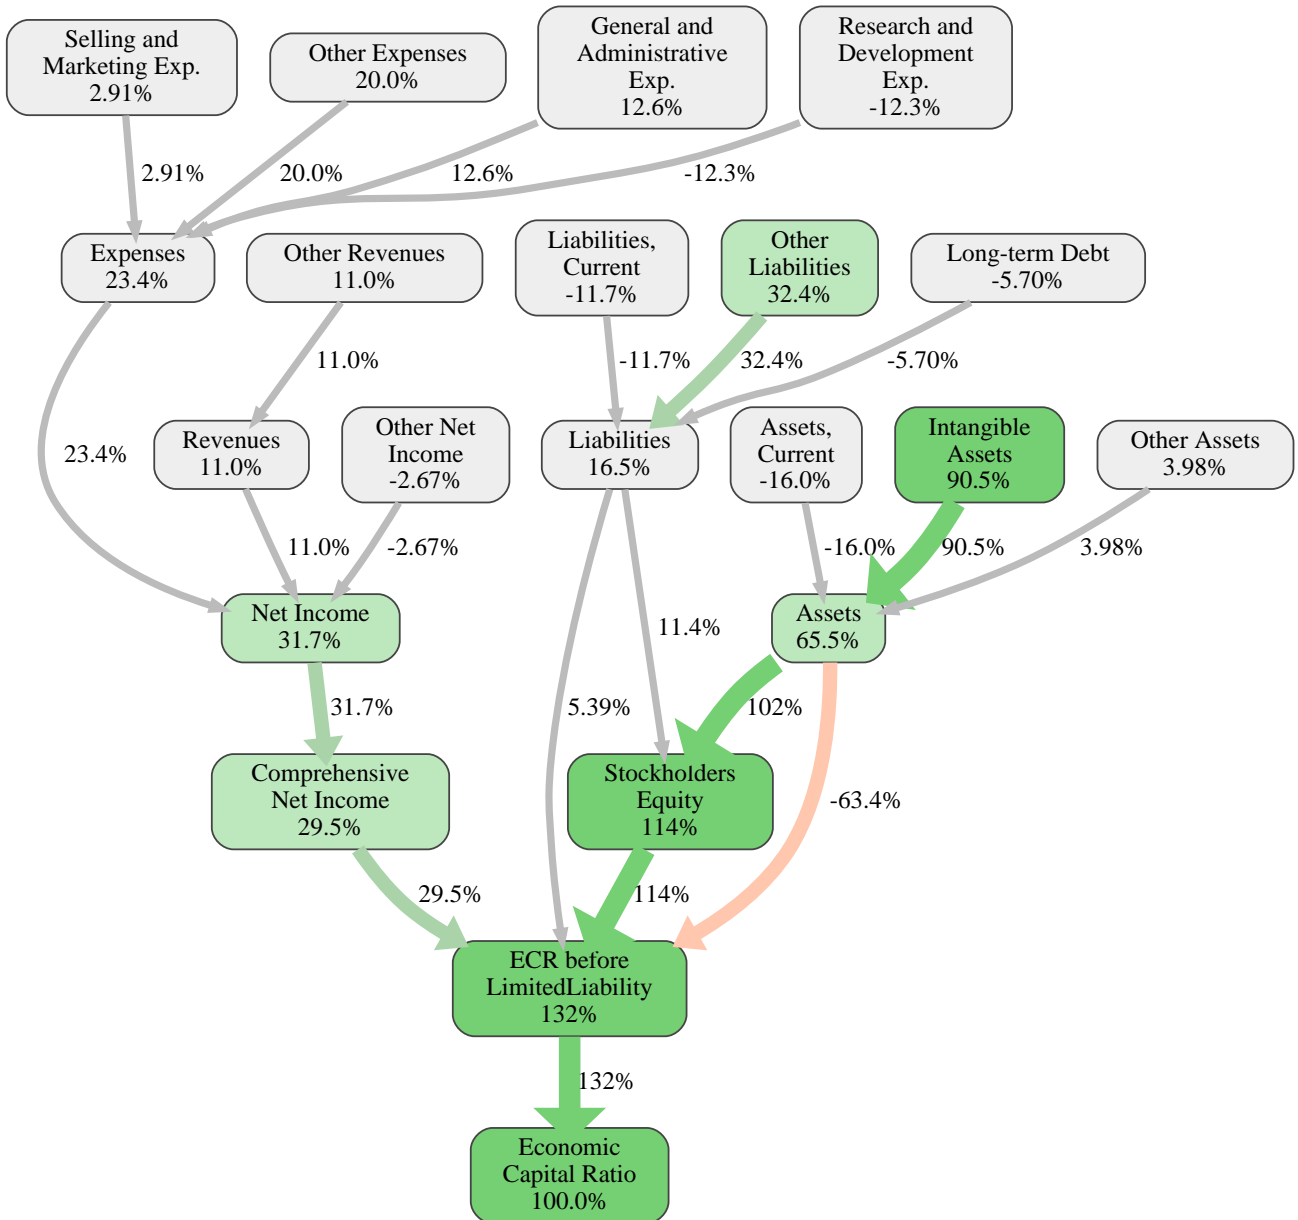 Selling and
Marketing Exp.
2.91%
Other Expenses
20.0%
General and
Administrative
Exp.
12.6%
Research and
Development
Exp.
-12.3%
2.91%
20.0%
12.6%
-12.3%
Expenses
23.4%
Other Revenues
11.0%
Liabilities,
Current
-11.7%
Other
Liabilities
32.4%
Long-term Debt
-5.70%
11.0%
-11.7%
32.4%
-5.70%
23.4%
Revenues
11.0%
Other Net
Income
-2.67%
Liabilities
16.5%
Assets,
Current
-16.0%
Intangible
Assets
90.5%
Other Assets
3.98%
11.0%
-2.67%
-16.0%
90.5%
3.98%
Net Income
31.7%
11.4%
Assets
65.5%
31.7%
5.39%
102%
Comprehensive
Net Income
29.5%
Stockholders
Equity
114%
-63.4%
29.5%
114%
ECR before
LimitedLiability
132%
132%
Economic
Capital Ratio
100.0%